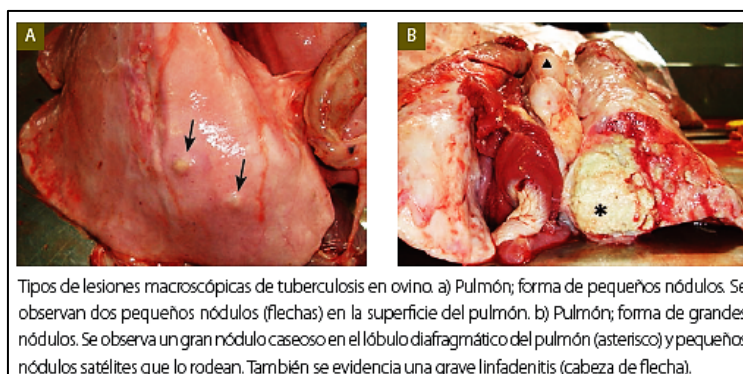 A
B
Tipos de lesiones macroscópicas de tuberculosis en ovino. a) Pulmón; forma de pequeños nódulos. Se
observan dos pequeños nódulos (flechas) en la superficie del pulmón. b) Pulmón; forma de grandes
nódulos. Se observa un gran nódulo caseoso en el lóbulo diafragmático del pulmón (asterisco) y pequeños
nódulos satélites que lo rodean. También se evidencia una grave linfadenitis (cabeza de flecha).